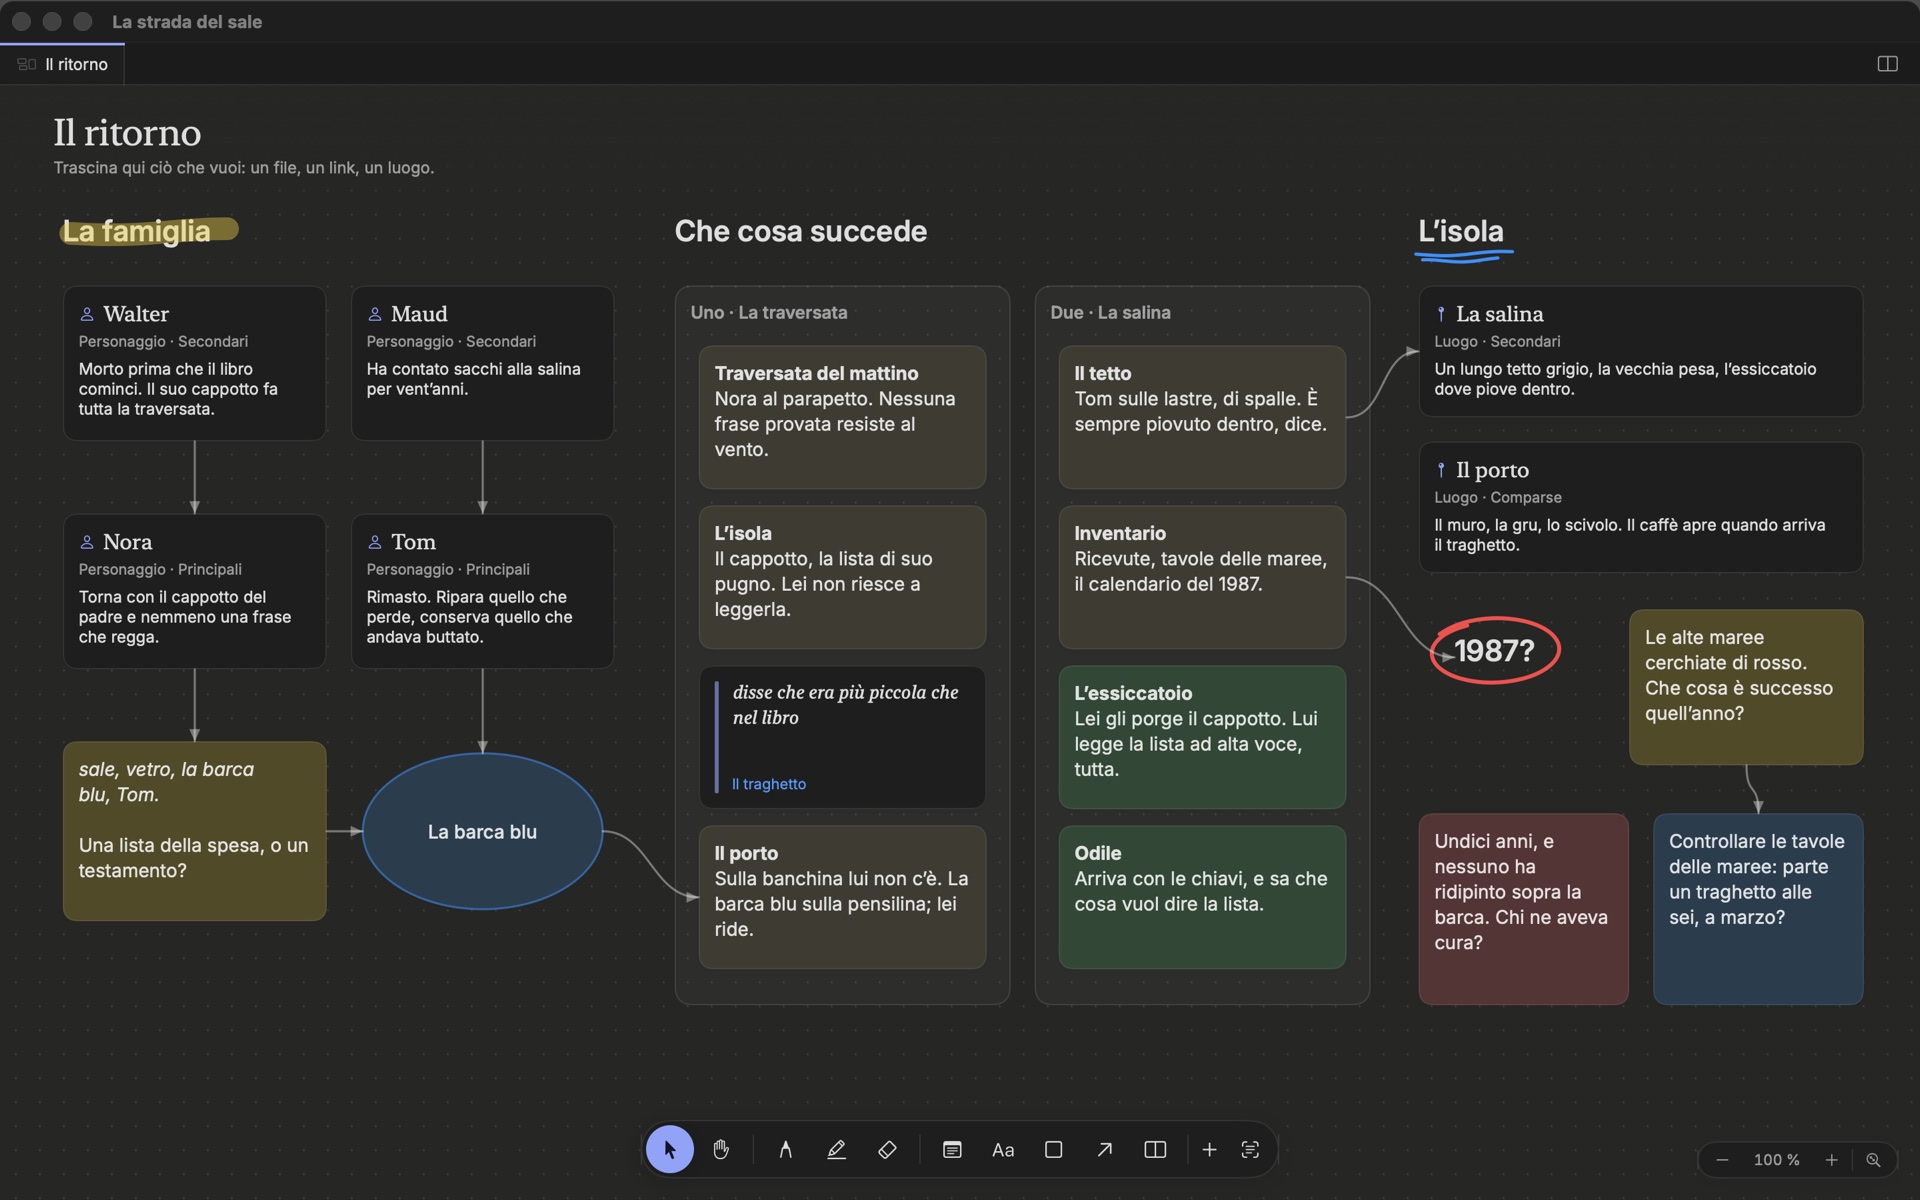 La strada del sale
Il ritorno
Il ritorno
Trascina qui ciò che vuoi: un file, un link, un luogo.
La famiglia
Walter
Personaggio · Secondari
Morto prima che il libro
cominci. Il suo cappotto fa
tutta la traversata.
Maud
Personaggio · Secondari
Ha contato sacchi alla salina
per vent’anni.
Nora
Personaggio · Principali
Torna con il cappotto del
padre e nemmeno una frase
che regga.
Tom
Personaggio · Principali
Rimasto. Ripara quello che
perde, conserva quello che
andava buttato.
sale, vetro, la barca
blu, Tom.
Una lista della spesa, o un
testamento?
La barca blu
Che cosa succede
Uno · La traversata
Traversata del mattino
Nora al parapetto. Nessuna
frase provata resiste al
vento.
L’isola
Il cappotto, la lista di suo
pugno. Lei non riesce a
leggerla.
disse che era più piccola che
nel libro
Il traghetto
Il porto
Sulla banchina lui non c’è. La
barca blu sulla pensilina; lei
ride.
Due · La salina
Il tetto
Tom sulle lastre, di spalle. È
sempre piovuto dentro, dice.
Inventario
Ricevute, tavole delle maree,
il calendario del 1987.
L’essiccatoio
Lei gli porge il cappotto. Lui
legge la lista ad alta voce,
tutta.
Odile
Arriva con le chiavi, e sa che
cosa vuol dire la lista.
L’isola
La salina
Luogo · Secondari
Un lungo tetto grigio, la vecchia pesa, l’essiccatoio
dove piove dentro.
Il porto
Luogo · Comparse
Il muro, la gru, lo scivolo. Il caffè apre quando arriva
il traghetto.
1987?
Le alte maree
cerchiate di rosso.
Che cosa è successo
quell’anno?
Undici anni, e
nessuno ha
ridipinto sopra la
barca. Chi ne aveva
cura?
Controllare le tavole
delle maree: parte
un traghetto alle
sei, a marzo?
Aa
100 %